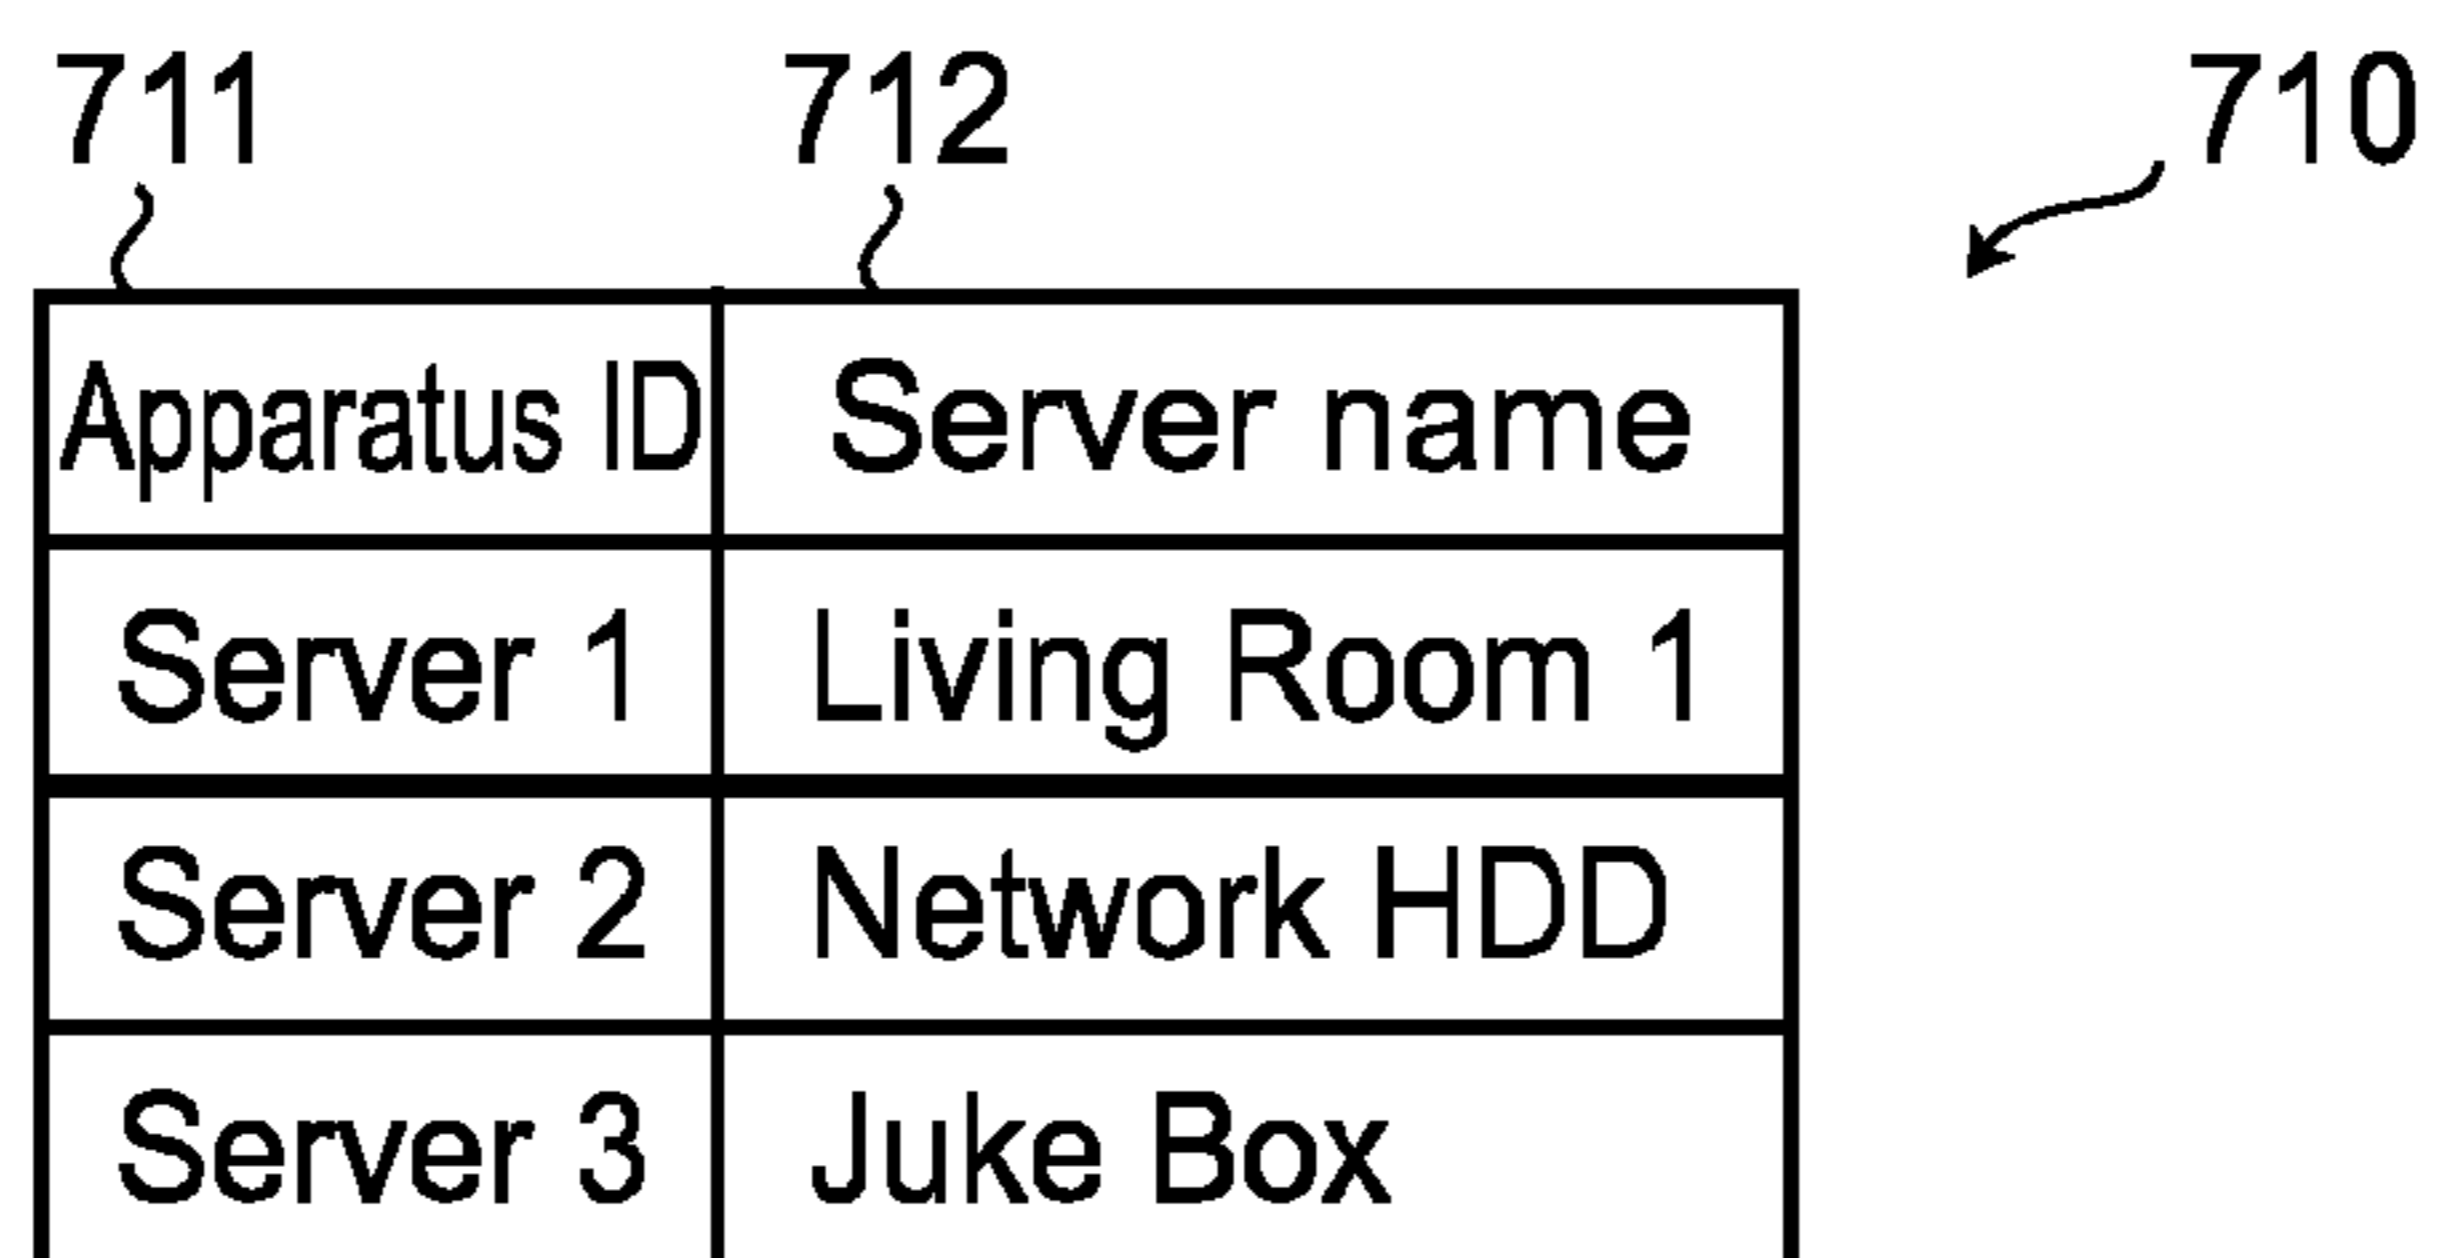 711 712 710
Apparatus ID Server name
Server 1 Living Room 1
Server 2 Network HDD
Server 3 Juke Box